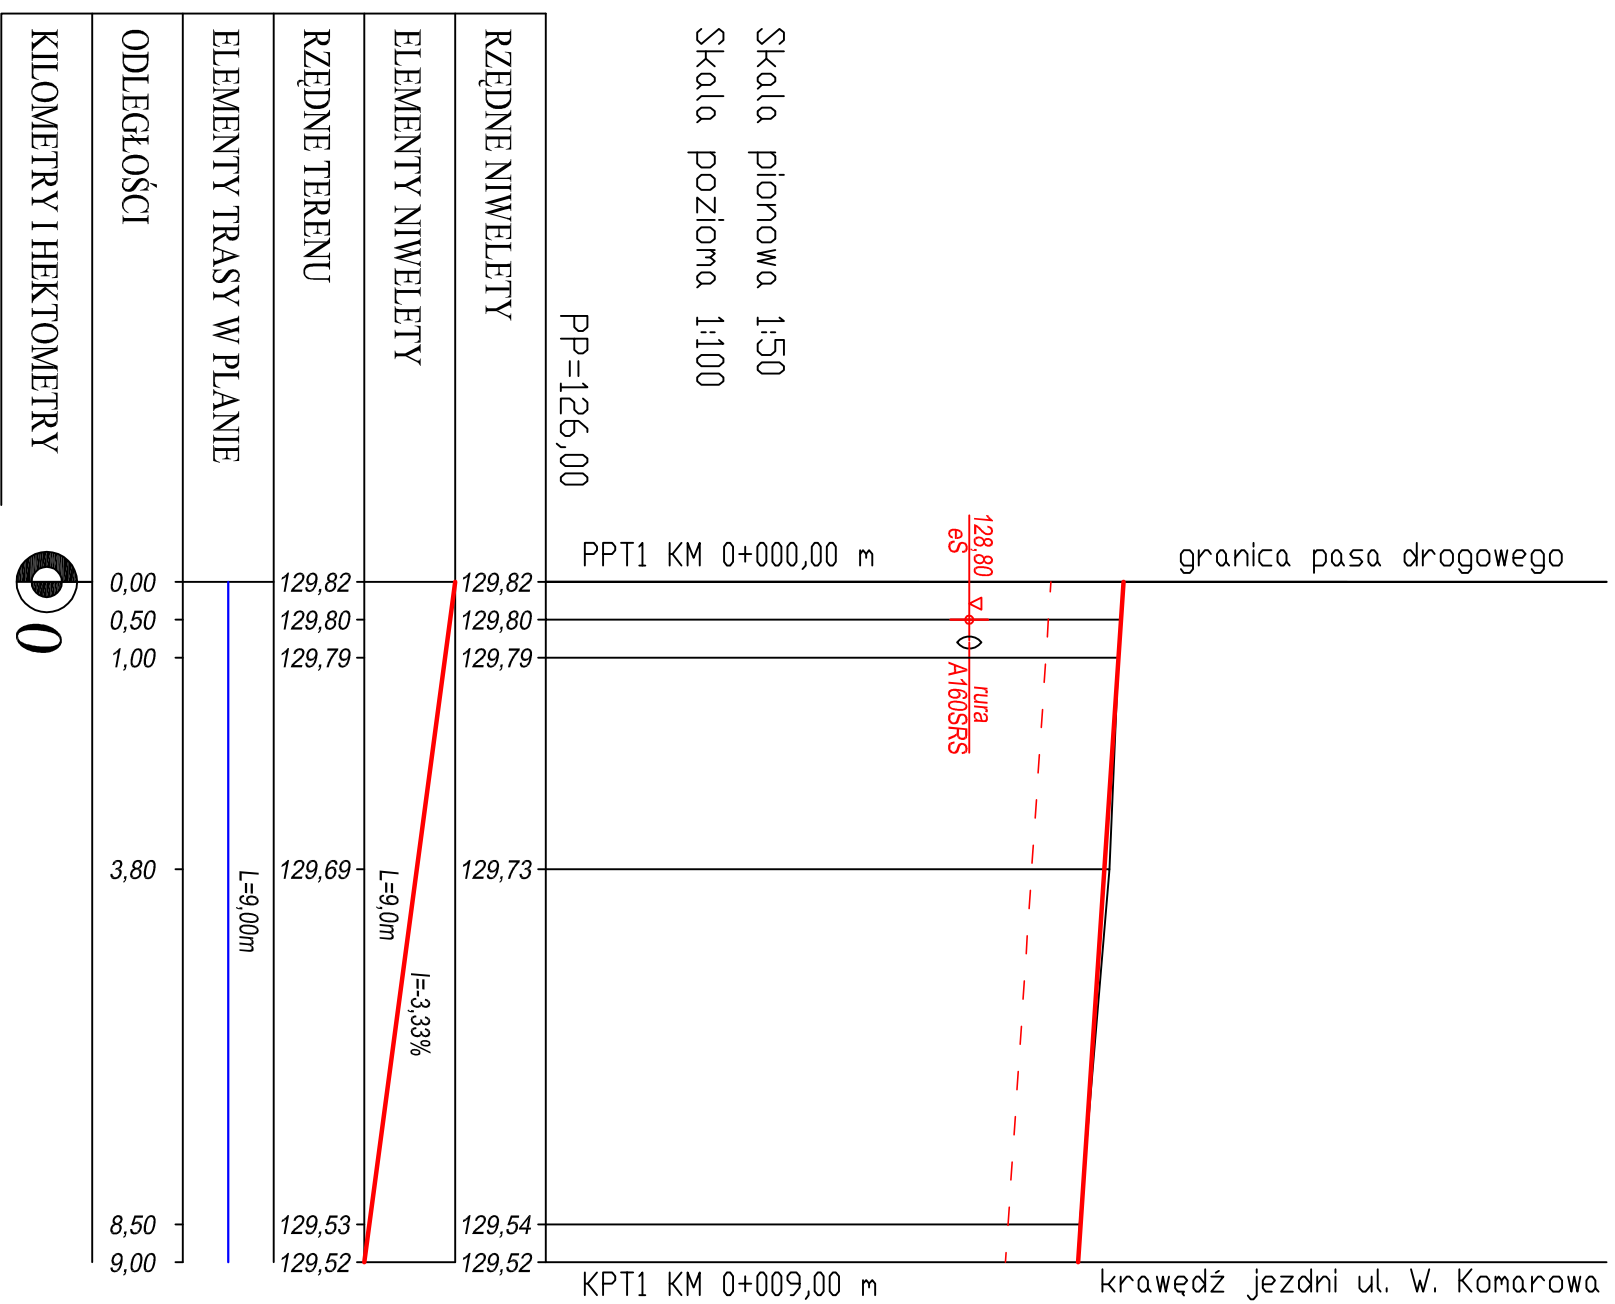 Skala pionowa 1:50
Skala pozioma 1:100
PP=126,00
RZĘDNE NIWELETY
ELEMENTY NIWELETY
RZĘDNE TERENU
ELEMENTY TRASY W PLANIE
ODLEGŁOŚCI
KILOMETRY I HEKTOMETRY
granica pasa drogowego
PPT1 KM 0+000,00 m
128,80
eS
rura
A160SRS
129,82
129,80
129,79
129,73
129,54
129,52
L=9,0m
I=-3,33%
129,82
129,80
129,79
129,69
129,53
129,52
L=9,00m
0,00
0,50
1,00
3,80
8,50
9,00
0
KPT1 KM 0+009,00 m
krawędź jezdni ul. W. Komarowa